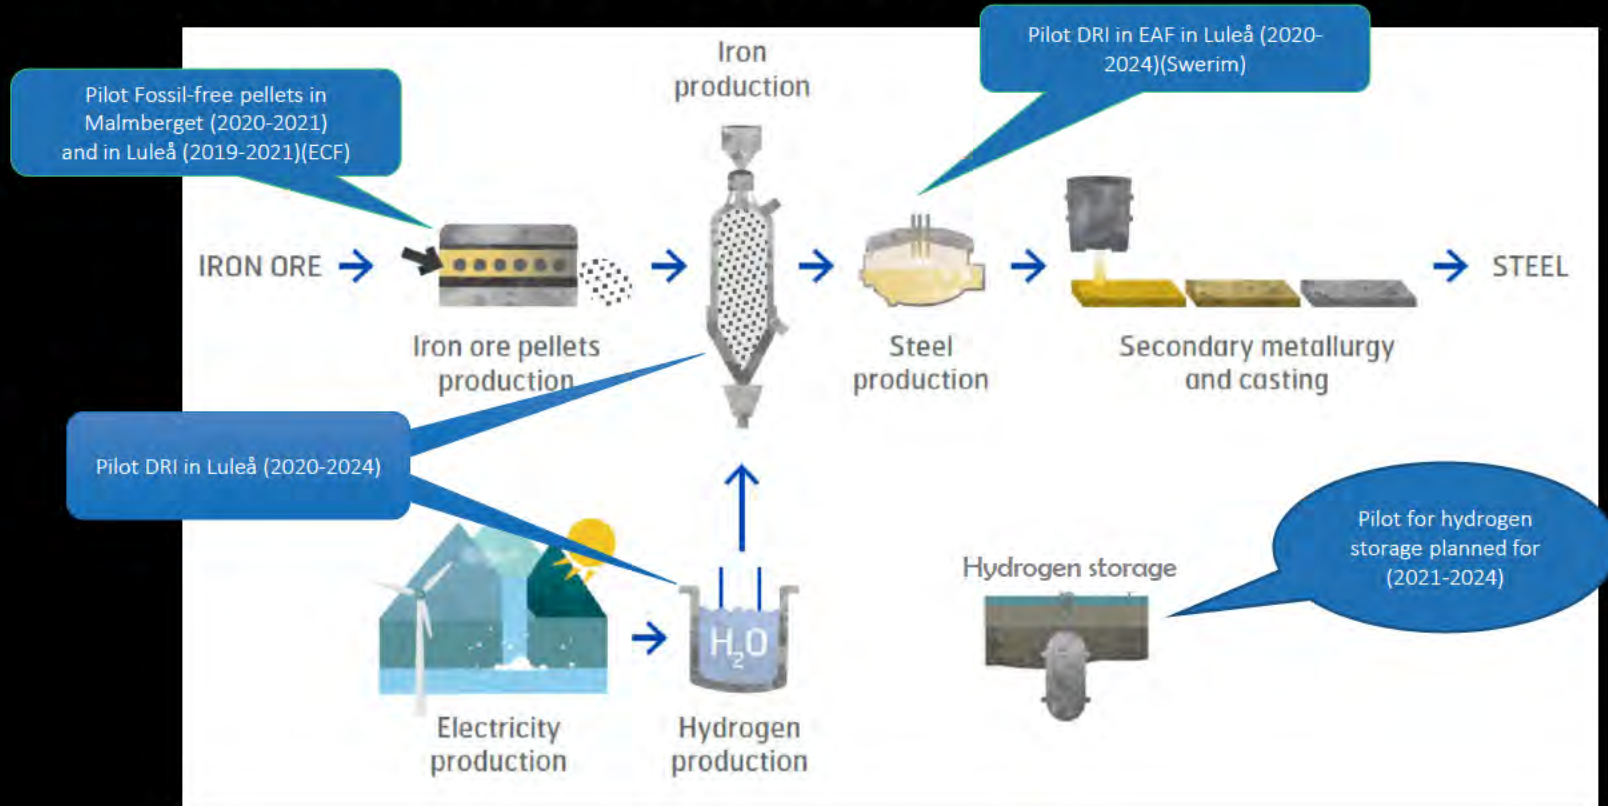 Pilot DRI in EAF in Luleå (2020-
2024)(Swerim)
Iron
production
Pilot Fossil-free pellets in
Malmberget (2020-2021)
and in Luleå (2019-2021)(ECF)
IRON ORE
STEEL
Iron ore pellets
production
Steel
production
Secondary metallurgy
and casting
Pilot DRI in Luleå (2020-2024)
Pilot for hydrogen
storage planned for
(2021-2024)
Hydrogen storage
H₂O
Electricity
production
Hydrogen
production